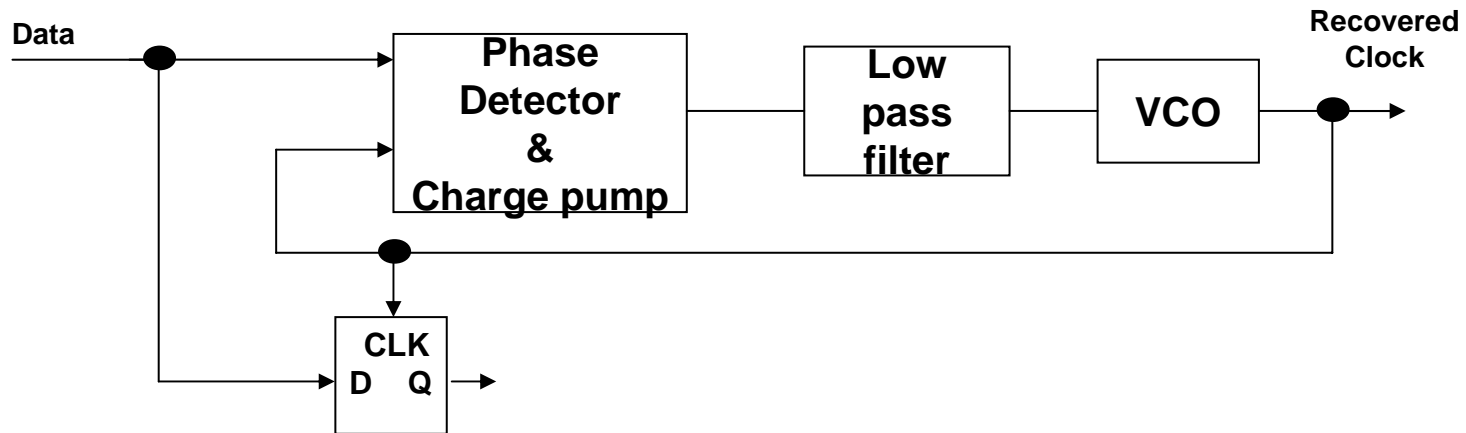 Data
Phase
Detector
&
Charge pump
Low
pass
filter
VCO
Recovered
Clock
CLK
D Q